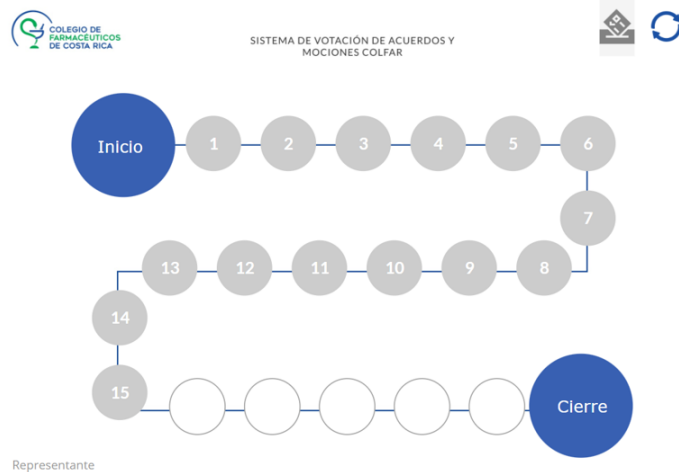 COLEGIO DE
FARMACÉUTICOS
DE COSTA RICA
SISTEMA DE VOTACIÓN DE ACUERDOS Y
MOCIONES COLFAR
Inicio
1
2
3
4
5
6
7
13
12
11
10
9
8
14
15
Cierre
Representante